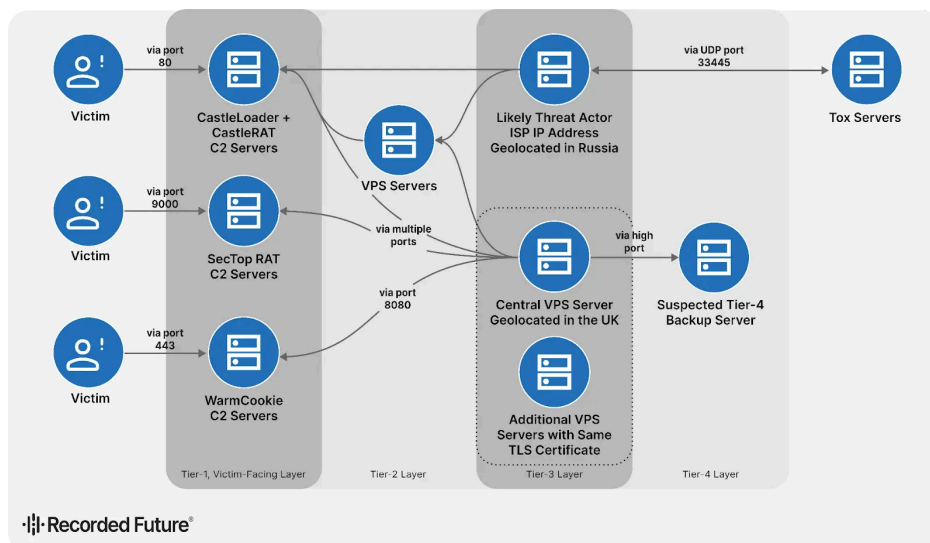 via port
80
Victim
CastleLoader +
CastleRAT
C2 Servers
VPS Servers
Likely Threat Actor
ISP IP Address
Geolocated in Russia
via UDP port
33445
Tox Servers
via port
9000
Victim
SecTop RAT
C2 Servers
via multiple
ports
via port
8080
Central VPS Server
Geolocated in the UK
via high
port
Suspected Tier-4
Backup Server
via port
443
Victim
WarmCookie
C2 Servers
Additional VPS
Servers with Same
TLS Certificate
Tier-1, Victim-Facing Layer
Tier-2 Layer
Tier-3 Layer
Tier-4 Layer
Recorded Future®